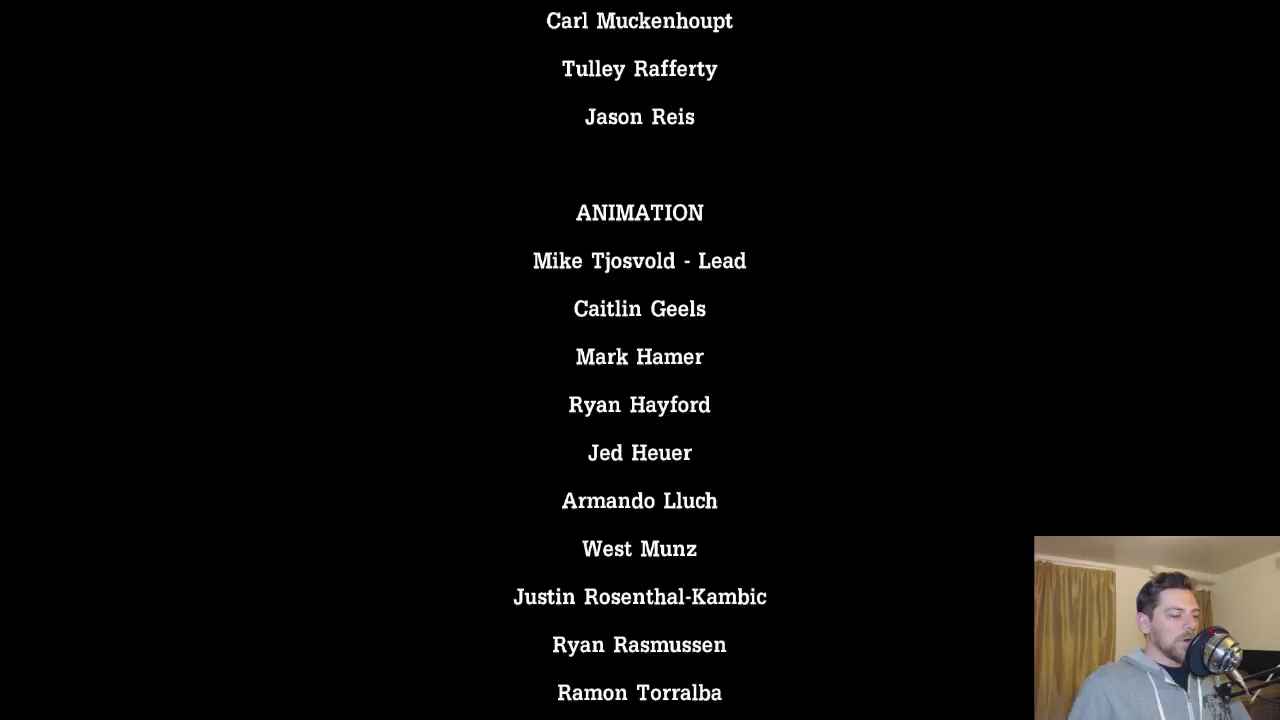 Carl Muckenhoupt
Tulley Rafferty
Jason Reis
ANIMATION
Mike Tjosvold - Lead
Caitlin Geels
Mark Hamer
Ryan Hayford
Jed Heuer
Armando Lluch
West Munz
Justin Rosenthal-Kambic
Ryan Rasmussen
Ramon Torralba